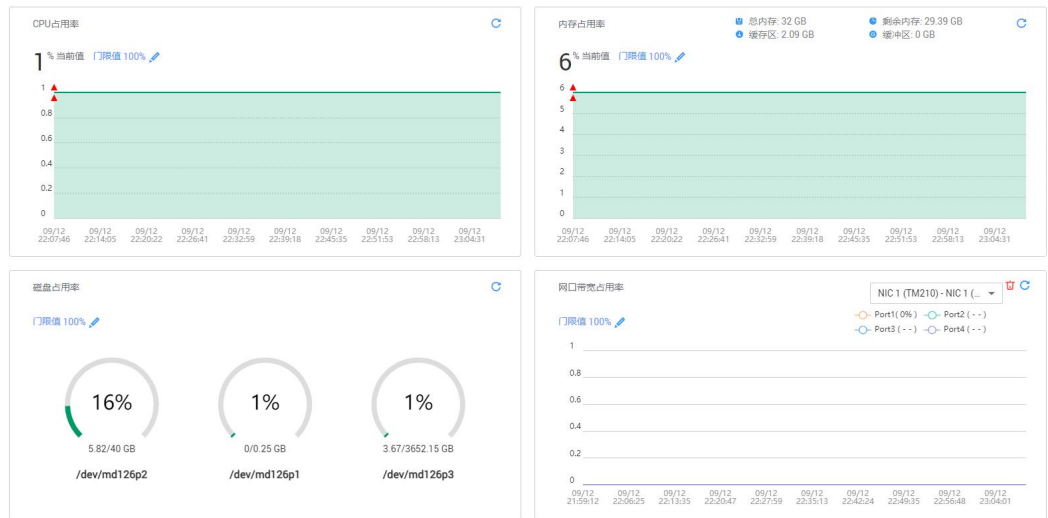 CPU占用率
1 % 当前值 门限值 100%
1
0.8
0.6
0.4
0.2
0
09/12 09/12 09/12 09/12 09/12 09/12 09/12 09/12 09/12 09/12
22:07:46 22:14:05 22:20:22 22:26:41 22:32:59 22:39:18 22:45:35 22:51:53 22:58:13 23:04:31
内存占用率
总内存: 32 GB 剩余内存: 29.39 GB
缓存区: 2.09 GB 缓冲区: 0 GB
6 % 当前值 门限值 100%
6
5
4
3
2
1
0
09/12 09/12 09/12 09/12 09/12 09/12 09/12 09/12 09/12 09/12
22:07:46 22:14:05 22:20:22 22:26:41 22:32:59 22:39:18 22:45:35 22:51:53 22:58:13 23:04:31
磁盘占用率
门限值 100%
16% 1% 1%
5.82/40 GB 0/0.25 GB 3.67/3652.15 GB
/dev/md126p2 /dev/md126p1 /dev/md126p3
网口带宽占用率
NIC 1 (TM210) - NIC 1 (...
门限值 100%
Port1( 0% ) Port2 ( - - )
Port3 ( - - ) Port4 ( - - )
1
0.8
0.6
0.4
0.2
0
09/12 09/12 09/12 09/12 09/12 09/12 09/12 09/12 09/12 09/12
21:59:12 22:06:25 22:13:35 22:20:47 22:27:59 22:35:13 22:42:24 22:49:35 22:56:48 23:04:01